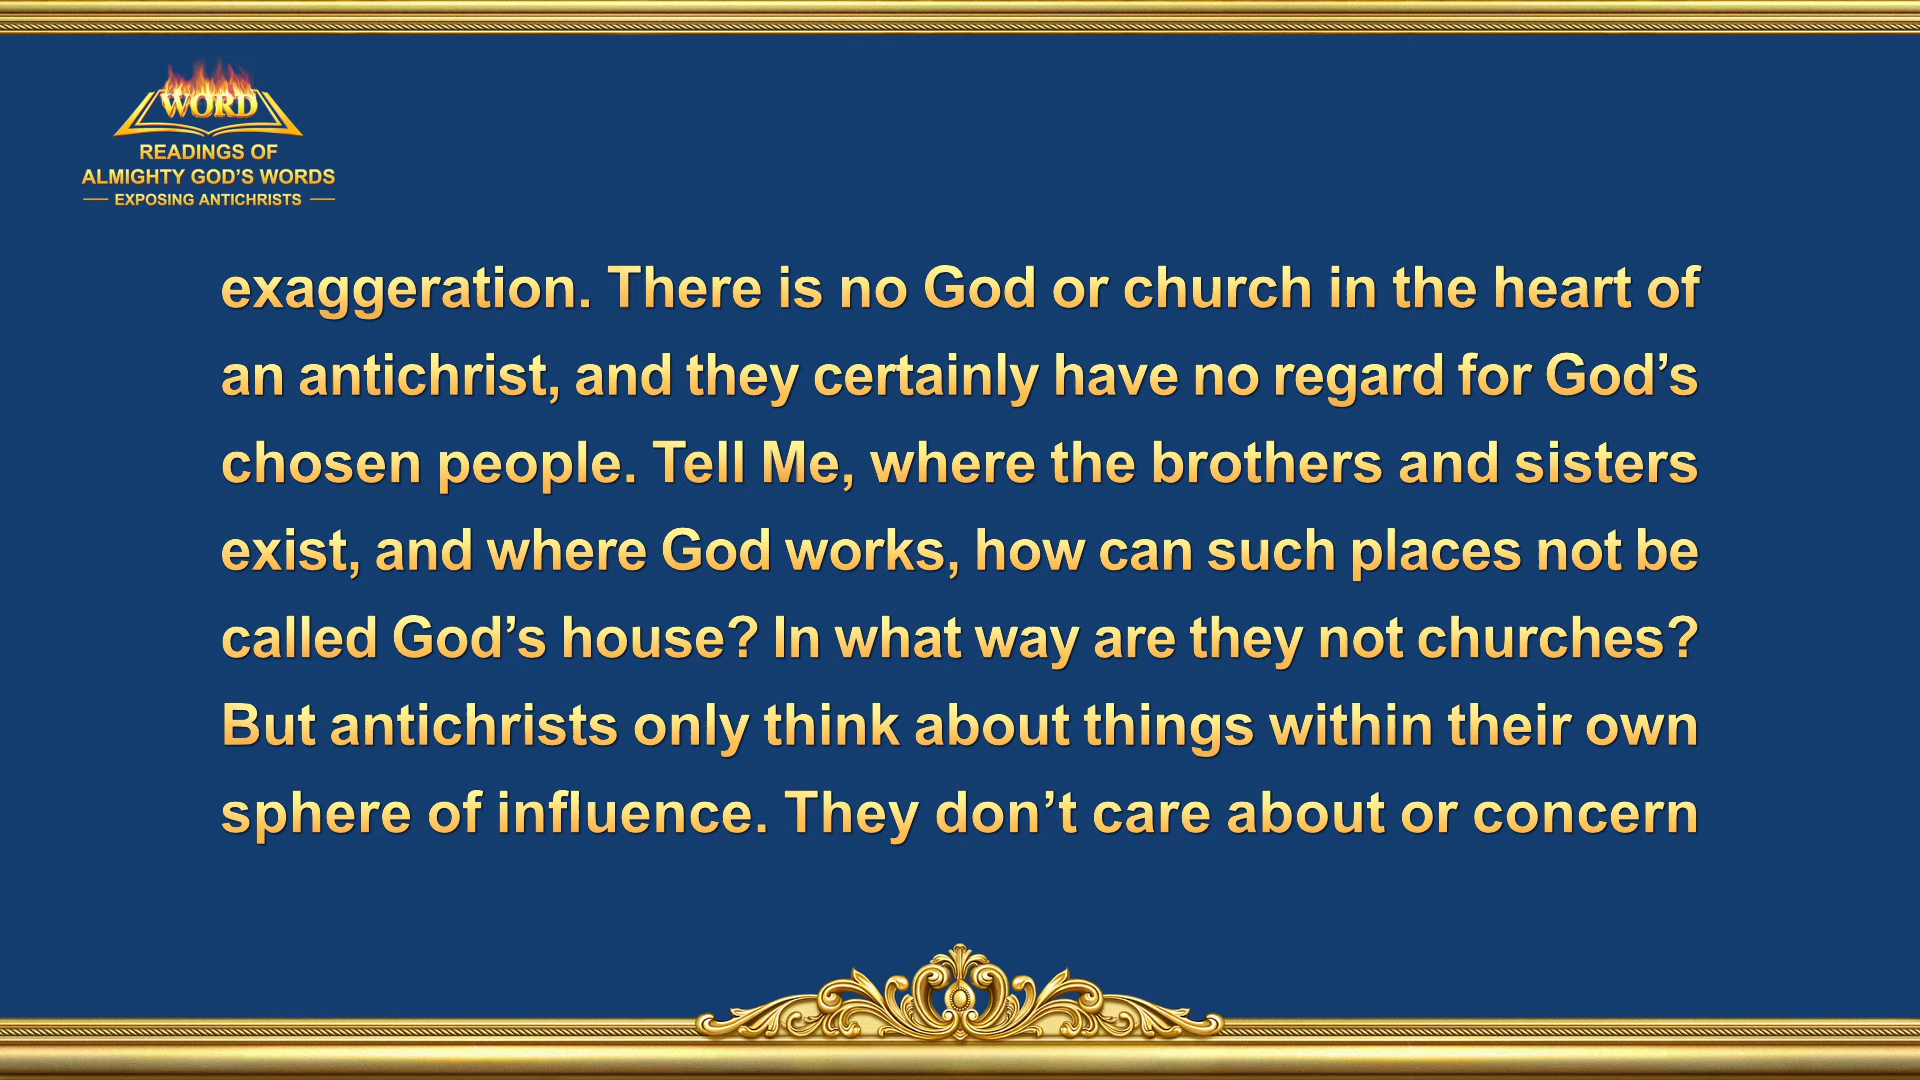 WORD
READINGS OF
ALMIGHTY GOD'S WORDS
EXPOSING ANTICHRISTS
exaggeration. There is no God or church in the heart of
an antichrist, and they certainly have no regard for God’s
chosen people. Tell Me, where the brothers and sisters
exist, and where God works, how can such places not be
called God’s house? In what way are they not churches?
But antichrists only think about things within their own
sphere of influence. They don’t care about or concern